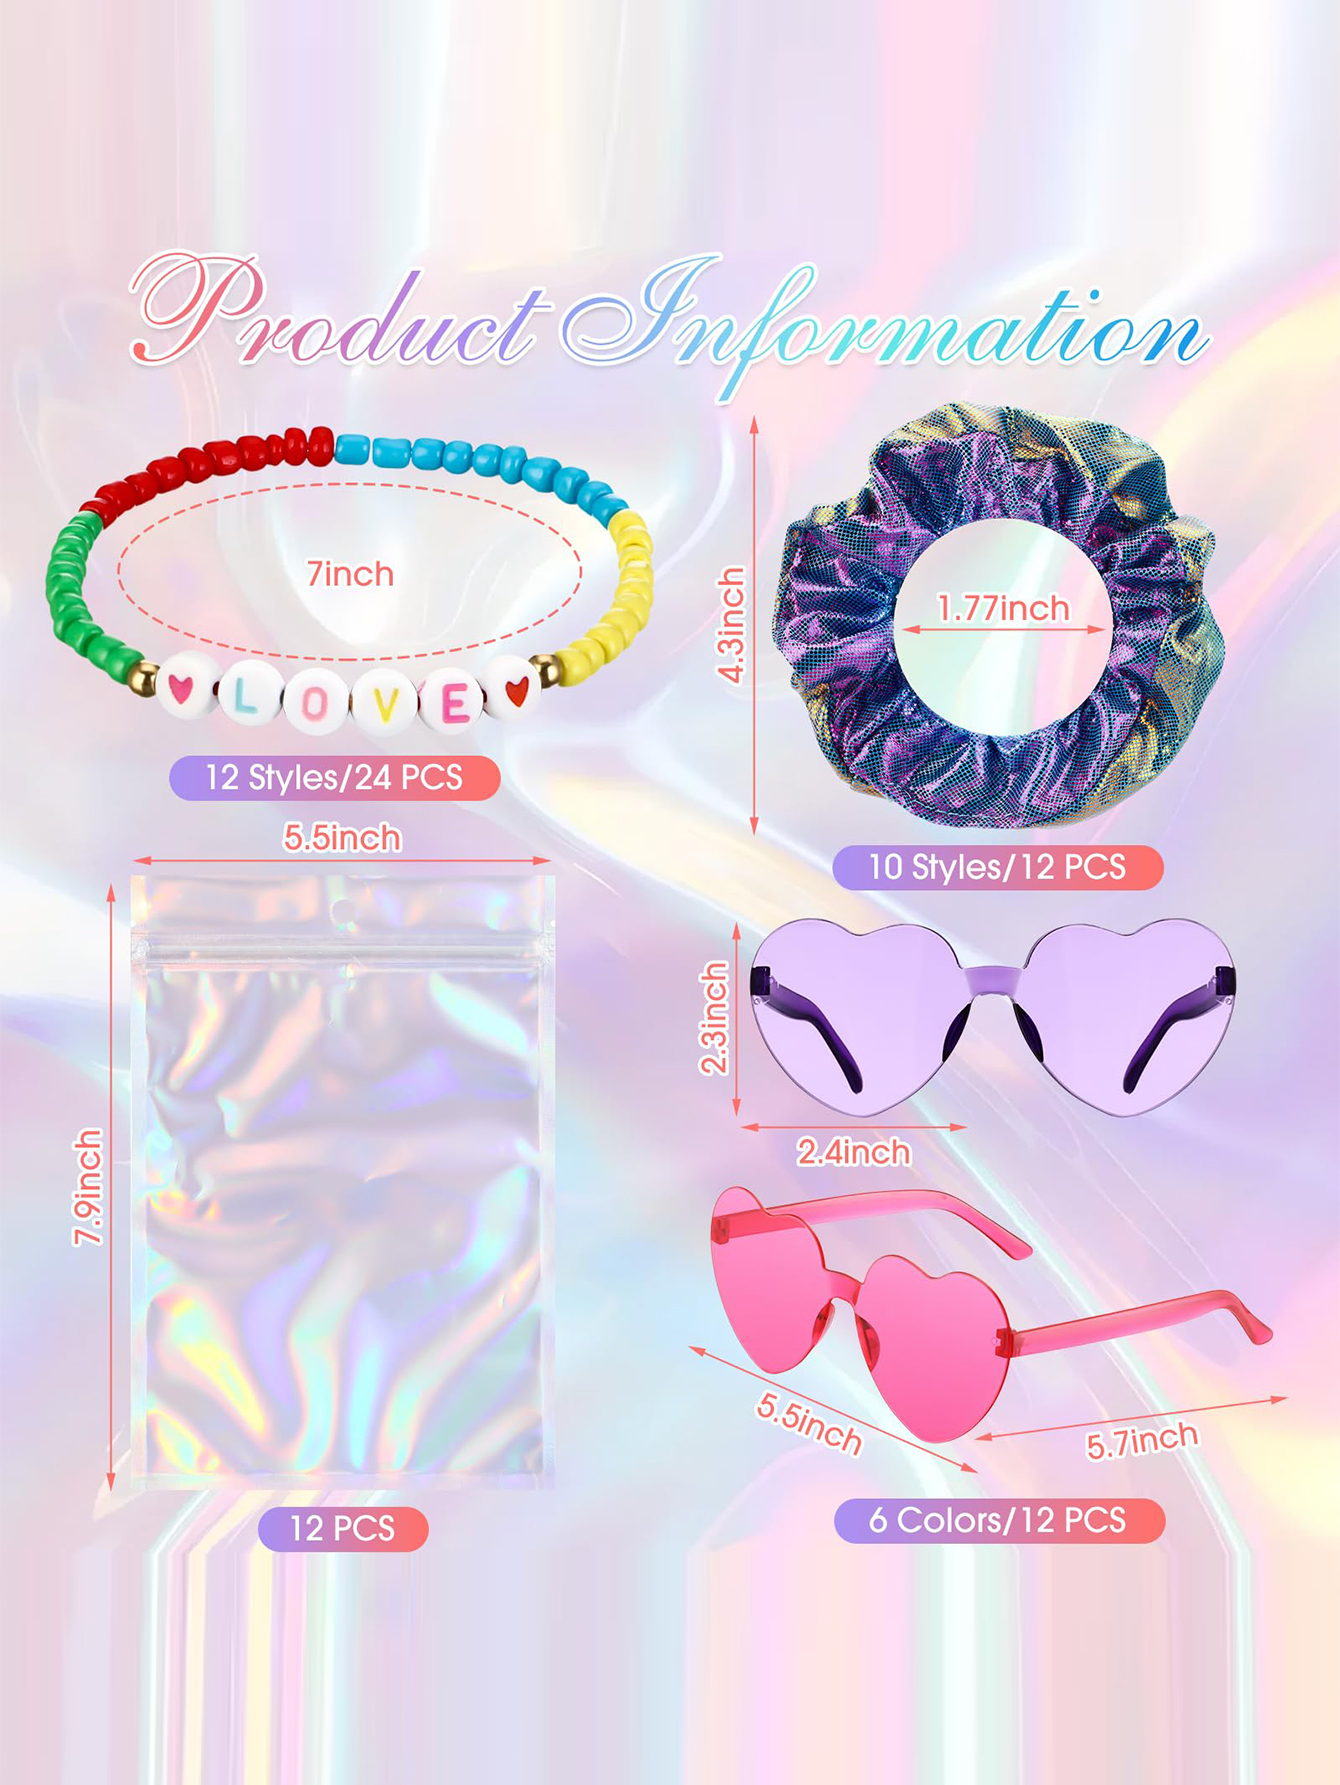 Product Information
7inch
L O V E
12 Styles/24 PCS
4.3inch
1.77inch
10 Styles/12 PCS
5.5inch
7.9inch
12 PCS
2.3inch
2.4inch
5.5inch
5.7inch
6 Colors/12 PCS